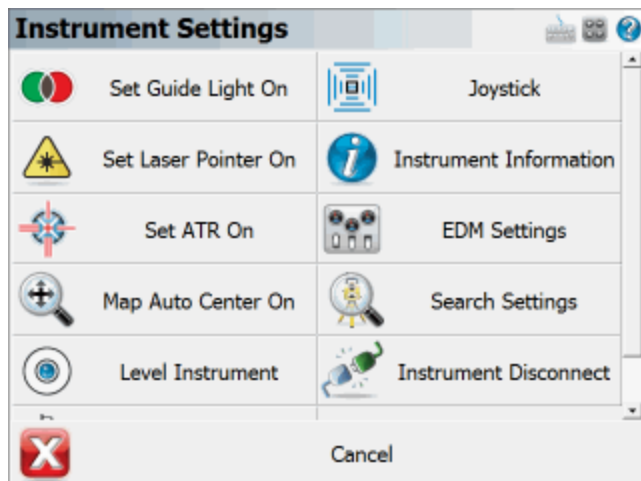 Instrument Settings
Set Guide Light On
Joystick
Set Laser Pointer On
Instrument Information
Set ATR On
EDM Settings
Map Auto Center On
Search Settings
Level Instrument
Instrument Disconnect
Cancel